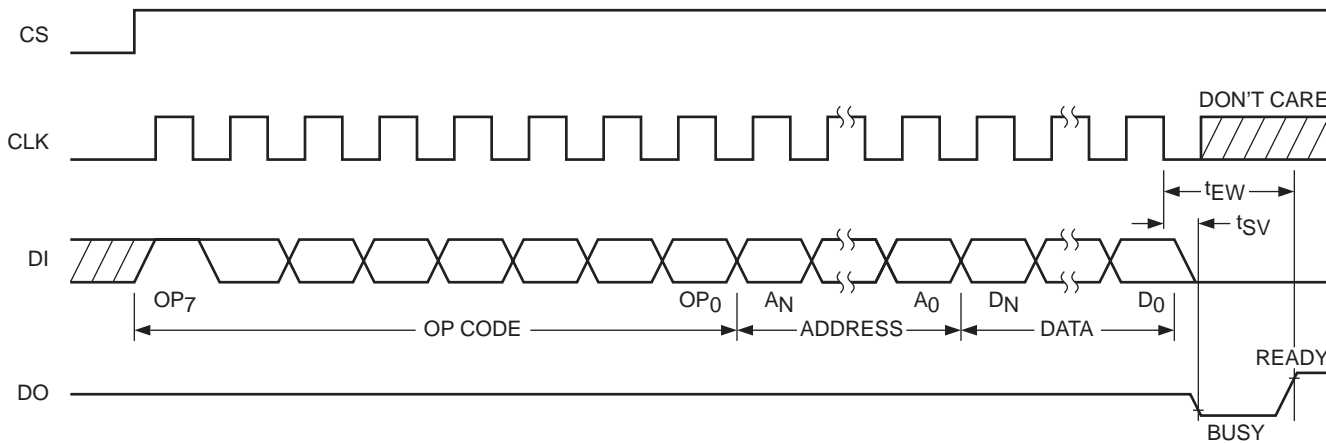 CS
CLK
DON'T CARE
tEW
tSV
DI
OP7
OP0
AN
A0
DN
D0
OP CODE
ADDRESS
DATA
READY
DO
BUSY